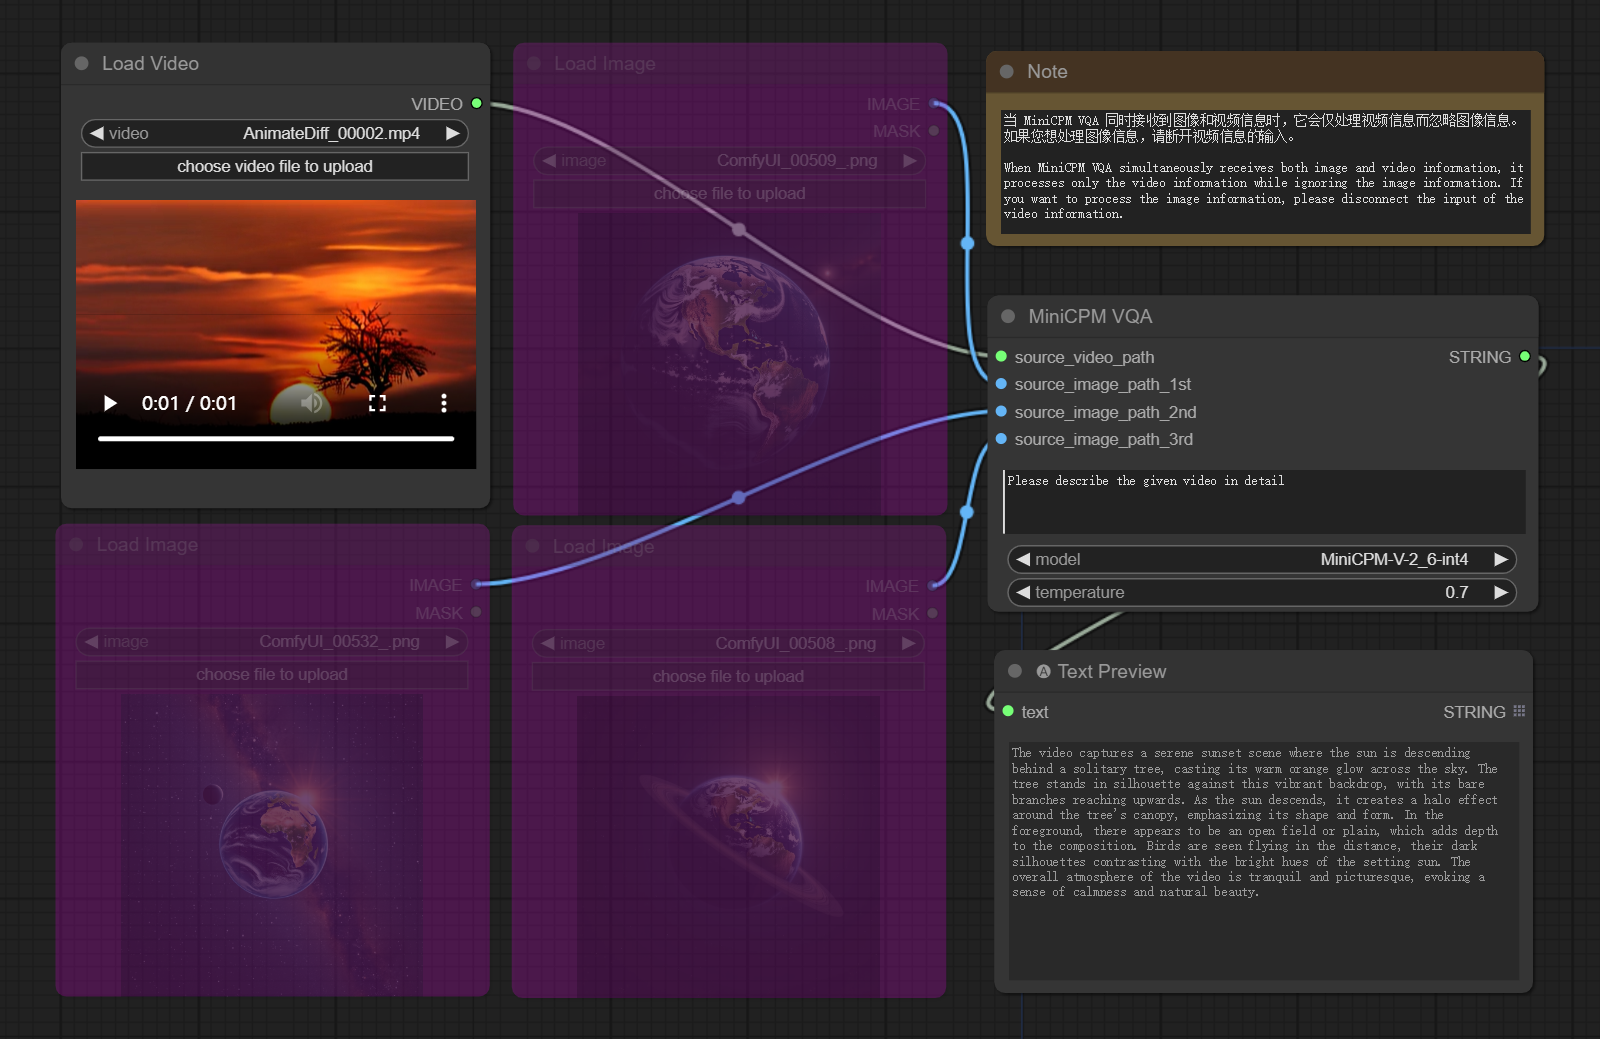 Load Video
VIDEO
video AnimateDiff_00002.mp4
choose video file to upload
0:01 / 0:01
Load Image
IMAGE
MASK
image ComfyUI_00509_.png
choose file to upload
Load Image
IMAGE
MASK
image ComfyUI_00532_.png
choose file to upload
Load Image
IMAGE
MASK
image ComfyUI_00508_.png
choose file to upload
Note
当 MiniCPM VQA 同时接收到图像和视频信息时，它会仅处理视频信息而忽略图像信息。
如果您想处理图像信息，请断开视频信息的输入。
When MiniCPM VQA simultaneously receives both image and video information, it
processes only the video information while ignoring the image information. If
you want to process the image information, please disconnect the input of the
video information.
MiniCPM VQA
source_video_path STRING
source_image_path_1st
source_image_path_2nd
source_image_path_3rd
Please describe the given video in detail
model MiniCPM-V-2_6-int4
temperature 0.7
A Text Preview
text STRING
The video captures a serene sunset scene where the sun is descending
behind a solitary tree, casting its warm orange glow across the sky. The
tree stands in silhouette against this vibrant backdrop, with its bare
branches reaching upwards. As the sun descends, it creates a halo effect
around the tree's canopy, emphasizing its shape and form. In the
foreground, there appears to be an open field or plain, which adds depth
to the composition. Birds are seen flying in the distance, their dark
silhouettes contrasting with the bright hues of the setting sun. The
overall atmosphere of the video is tranquil and picturesque, evoking a
sense of calmness and natural beauty.